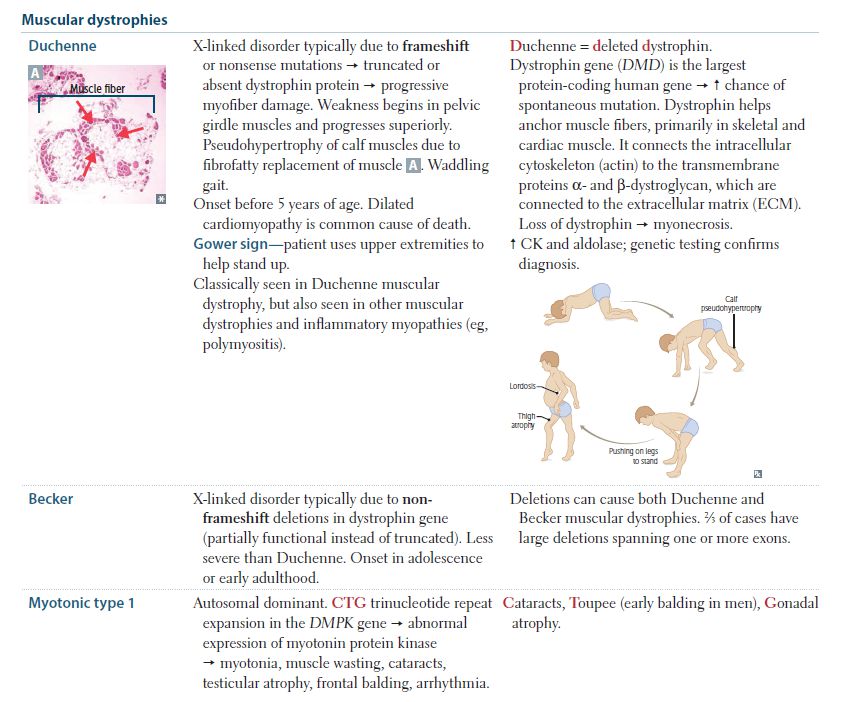 Muscular dystrophies
Duchenne
A
Muscle fiber
X-linked disorder typically due to frameshift
or nonsense mutations → truncated or
absent dystrophin protein → progressive
myofiber damage. Weakness begins in pelvic
girdle muscles and progresses superiorly.
Pseudohypertrophy of calf muscles due to
fibrofatty replacement of muscle A. Waddling
gait.
Onset before 5 years of age. Dilated
cardiomyopathy is common cause of death.
Gower sign—patient uses upper extremities to
help stand up.
Classically seen in Duchenne muscular
dystrophy, but also seen in other muscular
dystrophies and inflammatory myopathies (eg,
polymyositis).
Duchenne = deleted dystrophin.
Dystrophin gene (DMD) is the largest
protein-coding human gene → ↑ chance of
spontaneous mutation. Dystrophin helps
anchor muscle fibers, primarily in skeletal and
cardiac muscle. It connects the intracellular
cytoskeleton (actin) to the transmembrane
proteins α- and β-dystroglycan, which are
connected to the extracellular matrix (ECM).
Loss of dystrophin → myonecrosis.
↑ CK and aldolase; genetic testing confirms
diagnosis.
Calf
pseudohypertrophy
Lordosis
Thigh
atrophy
Pushing on legs
to stand
Becker
X-linked disorder typically due to non-
frameshift deletions in dystrophin gene
(partially functional instead of truncated). Less
severe than Duchenne. Onset in adolescence
or early adulthood.
Deletions can cause both Duchenne and
Becker muscular dystrophies. ⅔ of cases have
large deletions spanning one or more exons.
Myotonic type 1
Autosomal dominant. CTG trinucleotide repeat
expansion in the DMPK gene → abnormal
expression of myotonin protein kinase
→ myotonia, muscle wasting, cataracts,
testicular atrophy, frontal balding, arrhythmia.
Cataracts, Toupee (early balding in men), Gonadal
atrophy.